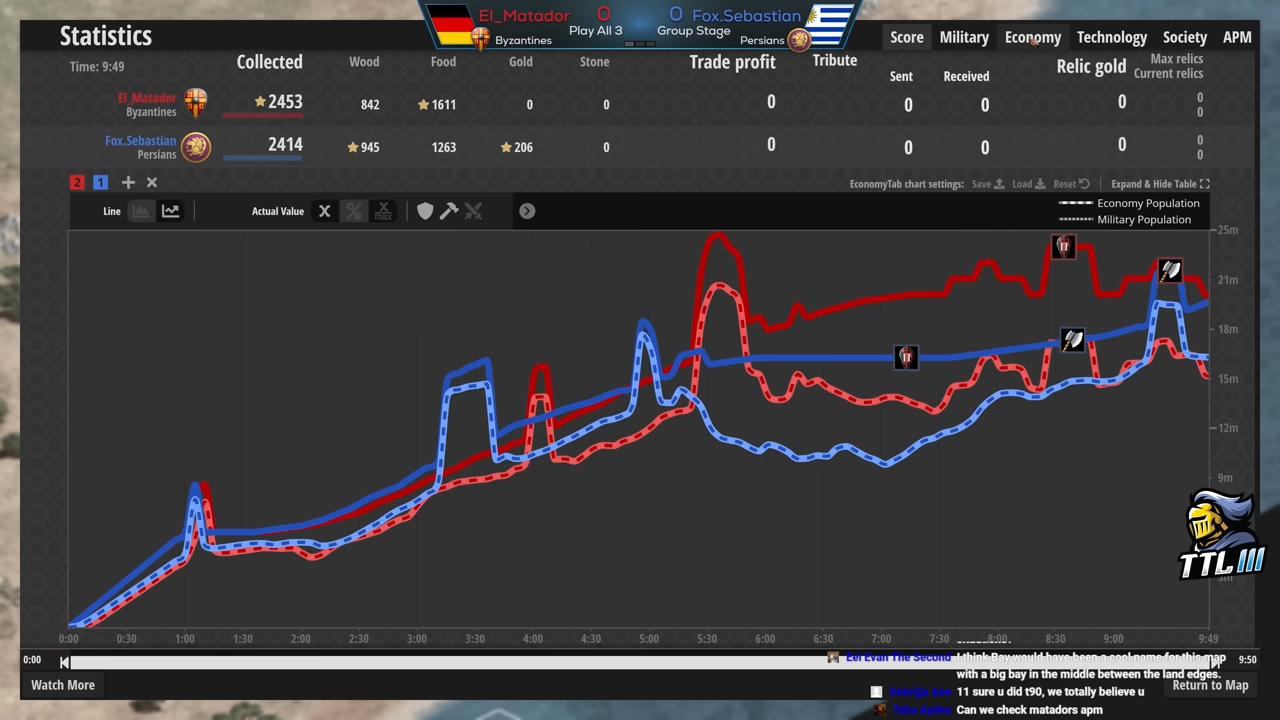 El_Matador 0 0 Fox.Sebastian
Play All 3 Group Stage
Byzantines Persians
Statistics
Score Military Economy Technology Society APM
Time: 9:49
Collected Wood Food Gold Stone Trade profit Tribute Sent Received Relic gold Max relics
Current relics
El_Matador
Byzantines
2453 842 1611 0 0 0 0 0 0 0
0
Fox.Sebastian
Persians
2414 945 1263 206 0 0 0 0 0 0
0
2 1
EconomyTab chart settings: Save Load Reset Expand & Hide Table
Line Actual Value X % X max
Economy Population
Military Population
25m
21m
18m
15m
12m
9m
TTL III
0:00 0:30 1:00 1:30 2:00 2:30 3:00 3:30 4:00 4:30 5:00 5:30 6:00 6:30 7:00 7:30 8:00 8:30 9:00 9:49
0:00 9:50
Eel Evan The Second I think Bay would have been a cool name for this map
with a big bay in the middle between the land edges.
11 sure u did t90, we totally believe u
Can we check matadors apm
Watch More Return to Map